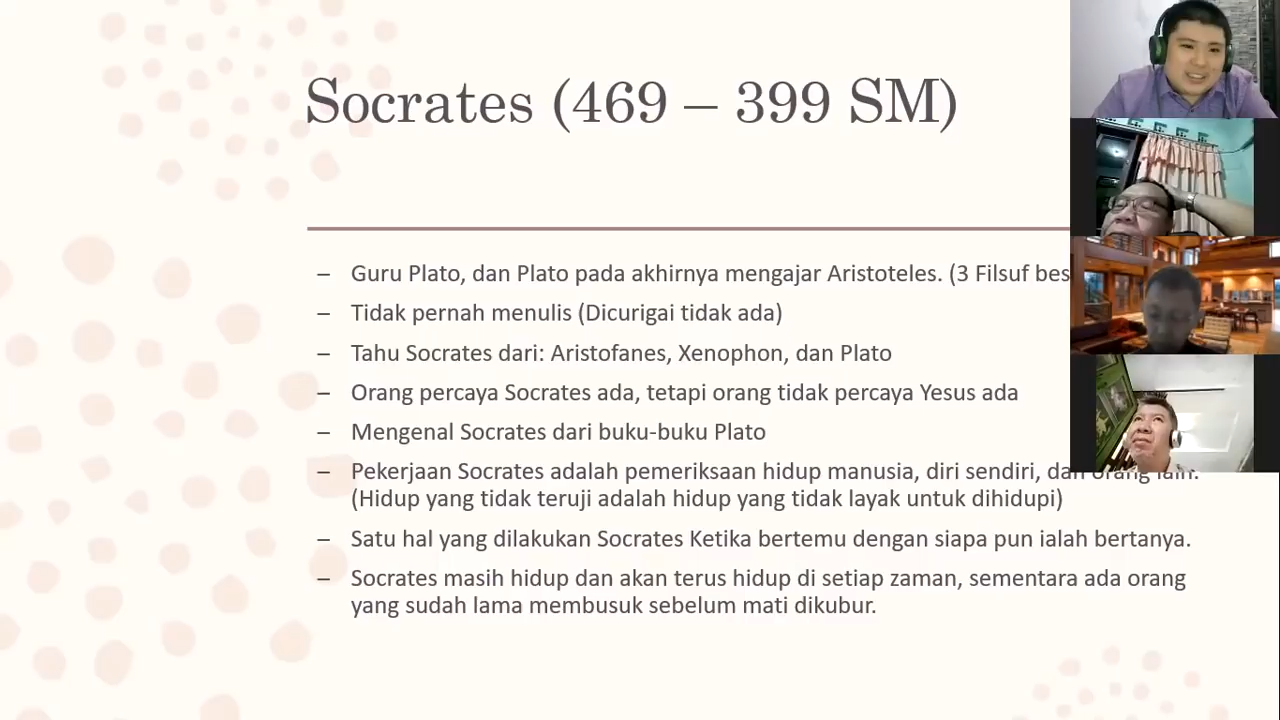 Socrates (469 – 399 SM)
– Guru Plato, dan Plato pada akhirnya mengajar Aristoteles. (3 Filsuf
– Tidak pernah menulis (Dicurigai tidak ada)
– Tahu Socrates dari: Aristofanes, Xenophon, dan Plato
– Orang percaya Socrates ada, tetapi orang tidak percaya Yesus ada
– Mengenal Socrates dari buku-buku Plato
– Pekerjaan Socrates adalah pemeriksaan hidup manusia, diri sendiri, dan orang lain.
(Hidup yang tidak teruji adalah hidup yang tidak layak untuk dihidupi)
– Satu hal yang dilakukan Socrates Ketika bertemu dengan siapa pun ialah bertanya.
– Socrates masih hidup dan akan terus hidup di setiap zaman, sementara ada orang
yang sudah lama membusuk sebelum mati dikubur.